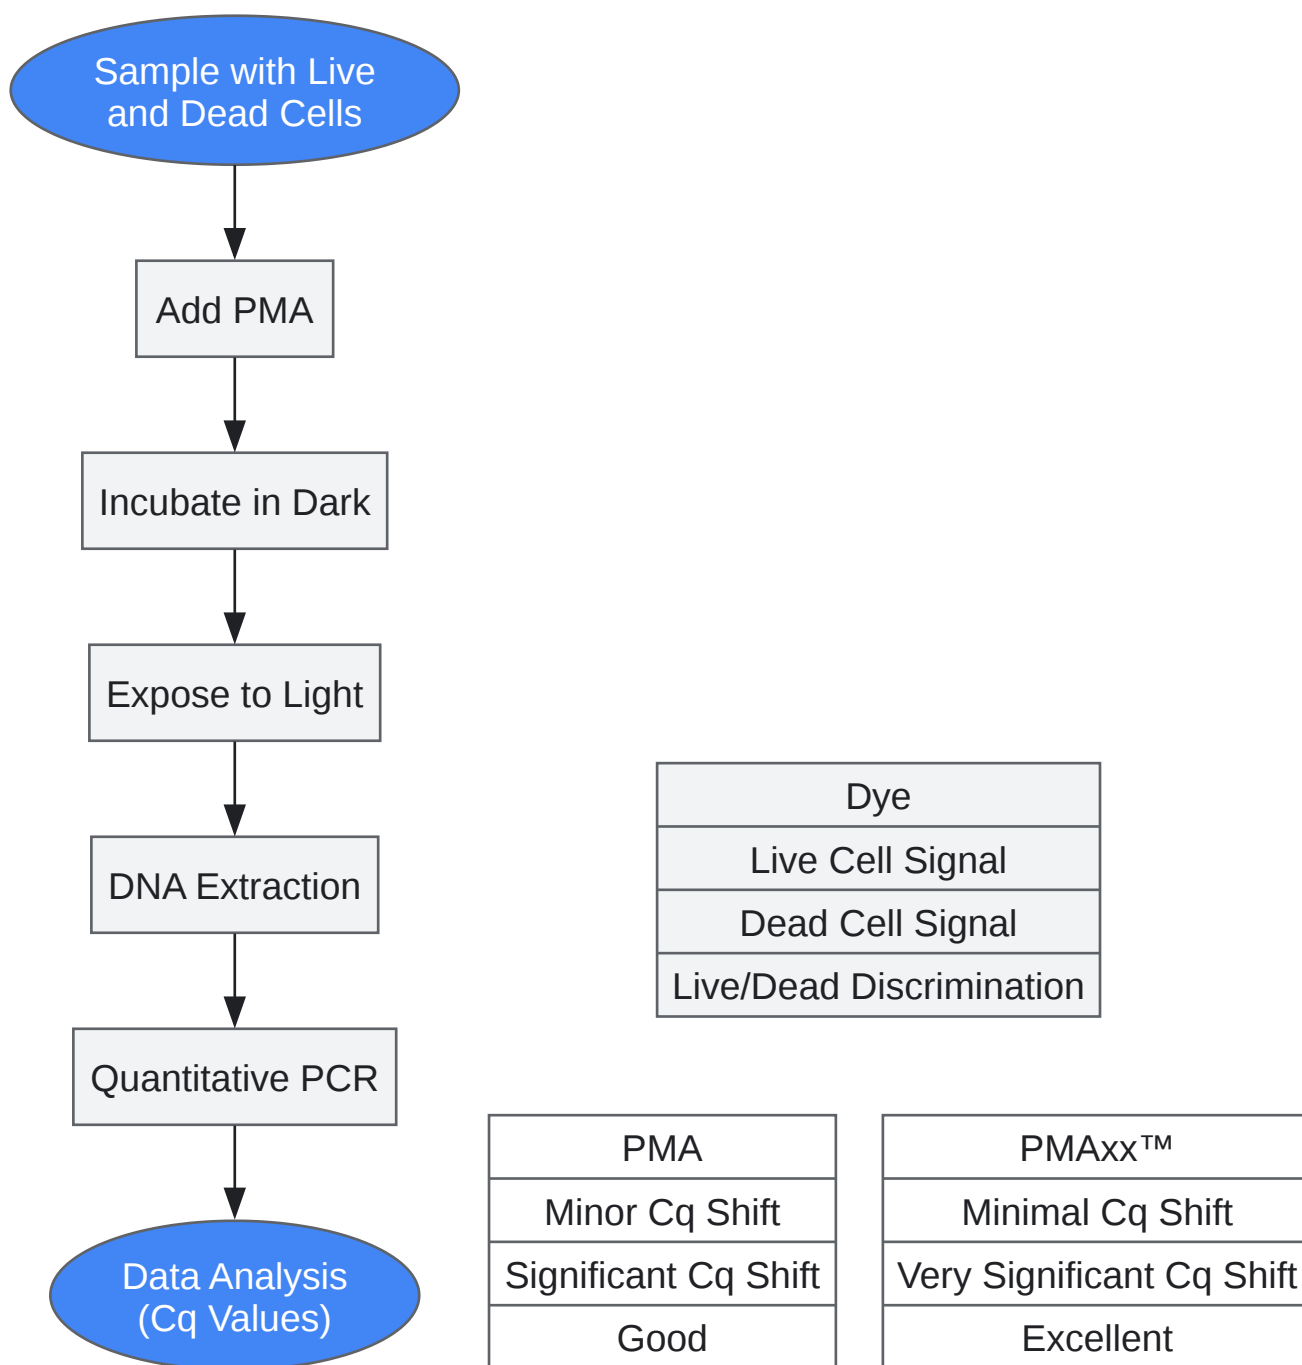 Sample with Live
and Dead Cells
Add PMA
Incubate in Dark
Expose to Light
DNA Extraction
Quantitative PCR
Data Analysis
(Cq Values)
Dye
Live Cell Signal
Dead Cell Signal
Live/Dead Discrimination
PMA
Minor Cq Shift
Significant Cq Shift
Good
PMAxx™
Minimal Cq Shift
Very Significant Cq Shift
Excellent